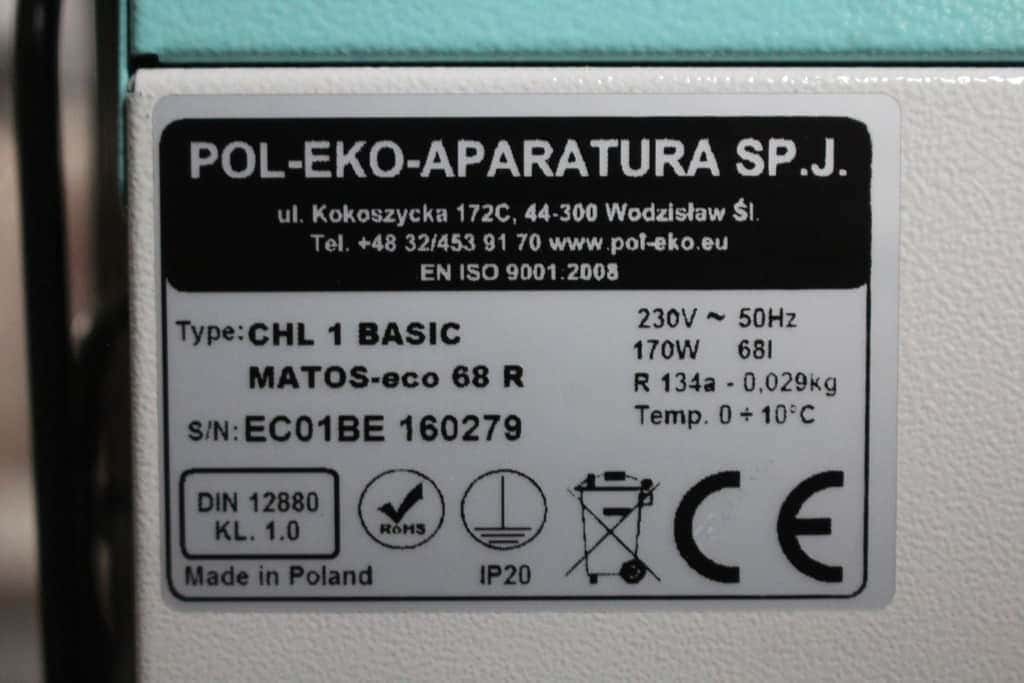 POL-EKO-APARATURA SP.J.
ul. Kokoszycka 172C, 44-300 Wodzisław Śl.
Tel. +48 32/453 91 70 www.pol-eko.eu
EN ISO 9001:2008
Type: CHL 1 BASIC
MATOS-eco 68 R
S/N: EC01BE 160279
230V ~ 50Hz
170W 68l
R 134a - 0,029kg
Temp. 0 ÷ 10°C
DIN 12880
KL. 1.0
RoHS
CE
Made in Poland
IP20